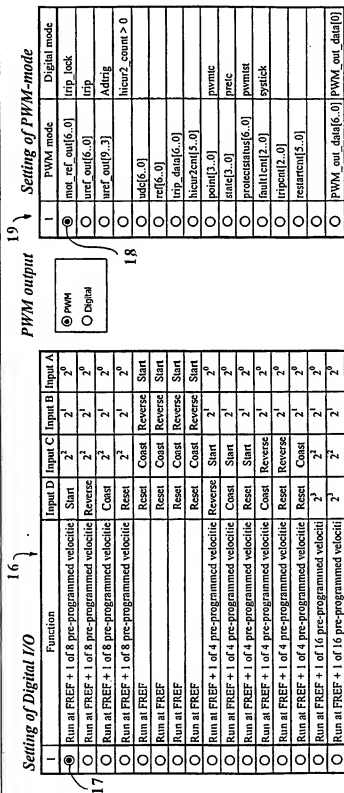 Setting of Digital I/O
16
1 Function Input D Input C Input B Input A
Run at FREF + 1 of 8 pre-programmed velocitie Start 2² 2¹ 2⁰
Run at FREF + 1 of 8 pre-programmed velocitie Reverse 2² 2¹ 2⁰
Run at FREF + 1 of 8 pre-programmed velocitie Coast 2² 2¹ 2⁰
Run at FREF + 1 of 8 pre-programmed velocitie Reset 2² 2¹ 2⁰
Run at FREF Reset Coast Reverse Start
Run at FREF Reset Coast Reverse Start
Run at FREF Reset Coast Reverse Start
Run at FREF Reset Coast Reverse Start
Run at FREF + 1 of 4 pre-programmed velocitie Reverse Start 2¹ 2⁰
Run at FREF + 1 of 4 pre-programmed velocitie Coast Start 2¹ 2⁰
Run at FREF + 1 of 4 pre-programmed velocitie Reset Start 2¹ 2⁰
Run at FREF + 1 of 4 pre-programmed velocitie Coast Reverse 2¹ 2⁰
Run at FREF + 1 of 4 pre-programmed velocitie Reset Reverse 2¹ 2⁰
Run at FREF + 1 of 4 pre-programmed velocitie Reset Coast 2¹ 2⁰
Run at FREF + 1 of 16 pre-programmed velociti 2³ 2² 2¹ 2⁰
Run at FREF + 1 of 16 pre-programmed velociti 2³ 2² 2¹ 2⁰
17
PWM output
PWM
Digital
18
19
Setting of PWM-mode
1 PWM mode Digital mode
mot_ref_out[6..0] trip_lock
uref_out[6..0] trip
uref_out[9..3] Adtrig
hicur2_count > 0
udc[6..0]
ref[6..0]
trip_data[6..0]
hicur2cnt[5..0]
point[3..0] pwmtc
state[3..0] pretc
protectstatus[6..0] pwmtst
fault1cnt[2..0] systick
tripcnt[2..0]
restartcnt[5..0]
PWM_out_data[6..0] PWM_out_data[0]